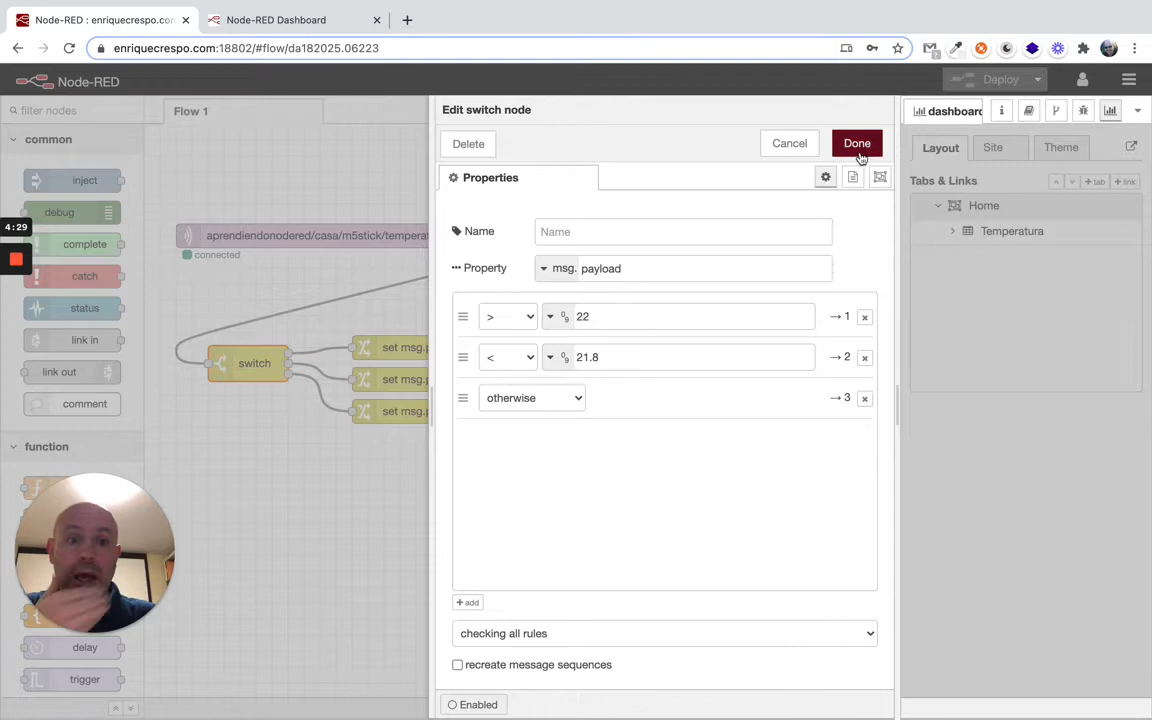 Node-RED : enriquecrespo.con
Node-RED Dashboard
enriquecrespo.com:18802/#flow/da182025.06223
Node-RED
Deploy
filter nodes
Flow 1
Edit switch node
dashboard
Delete
Cancel
Done
common
Layout
Site
Theme
Properties
inject
Tabs & Links
tab
link
debug
Home
4:29
aprendiendonodered/casa/m5stick/temperat
Name
Name
Temperatura
complete
connected
catch
Property
msg. payload
status
> 22 → 1
link in
set msg.p
< 21.8 → 2
switch
link out
set msg.p
otherwise → 3
comment
set msg.p
function
add
checking all rules
delay
recreate message sequences
trigger
Enabled